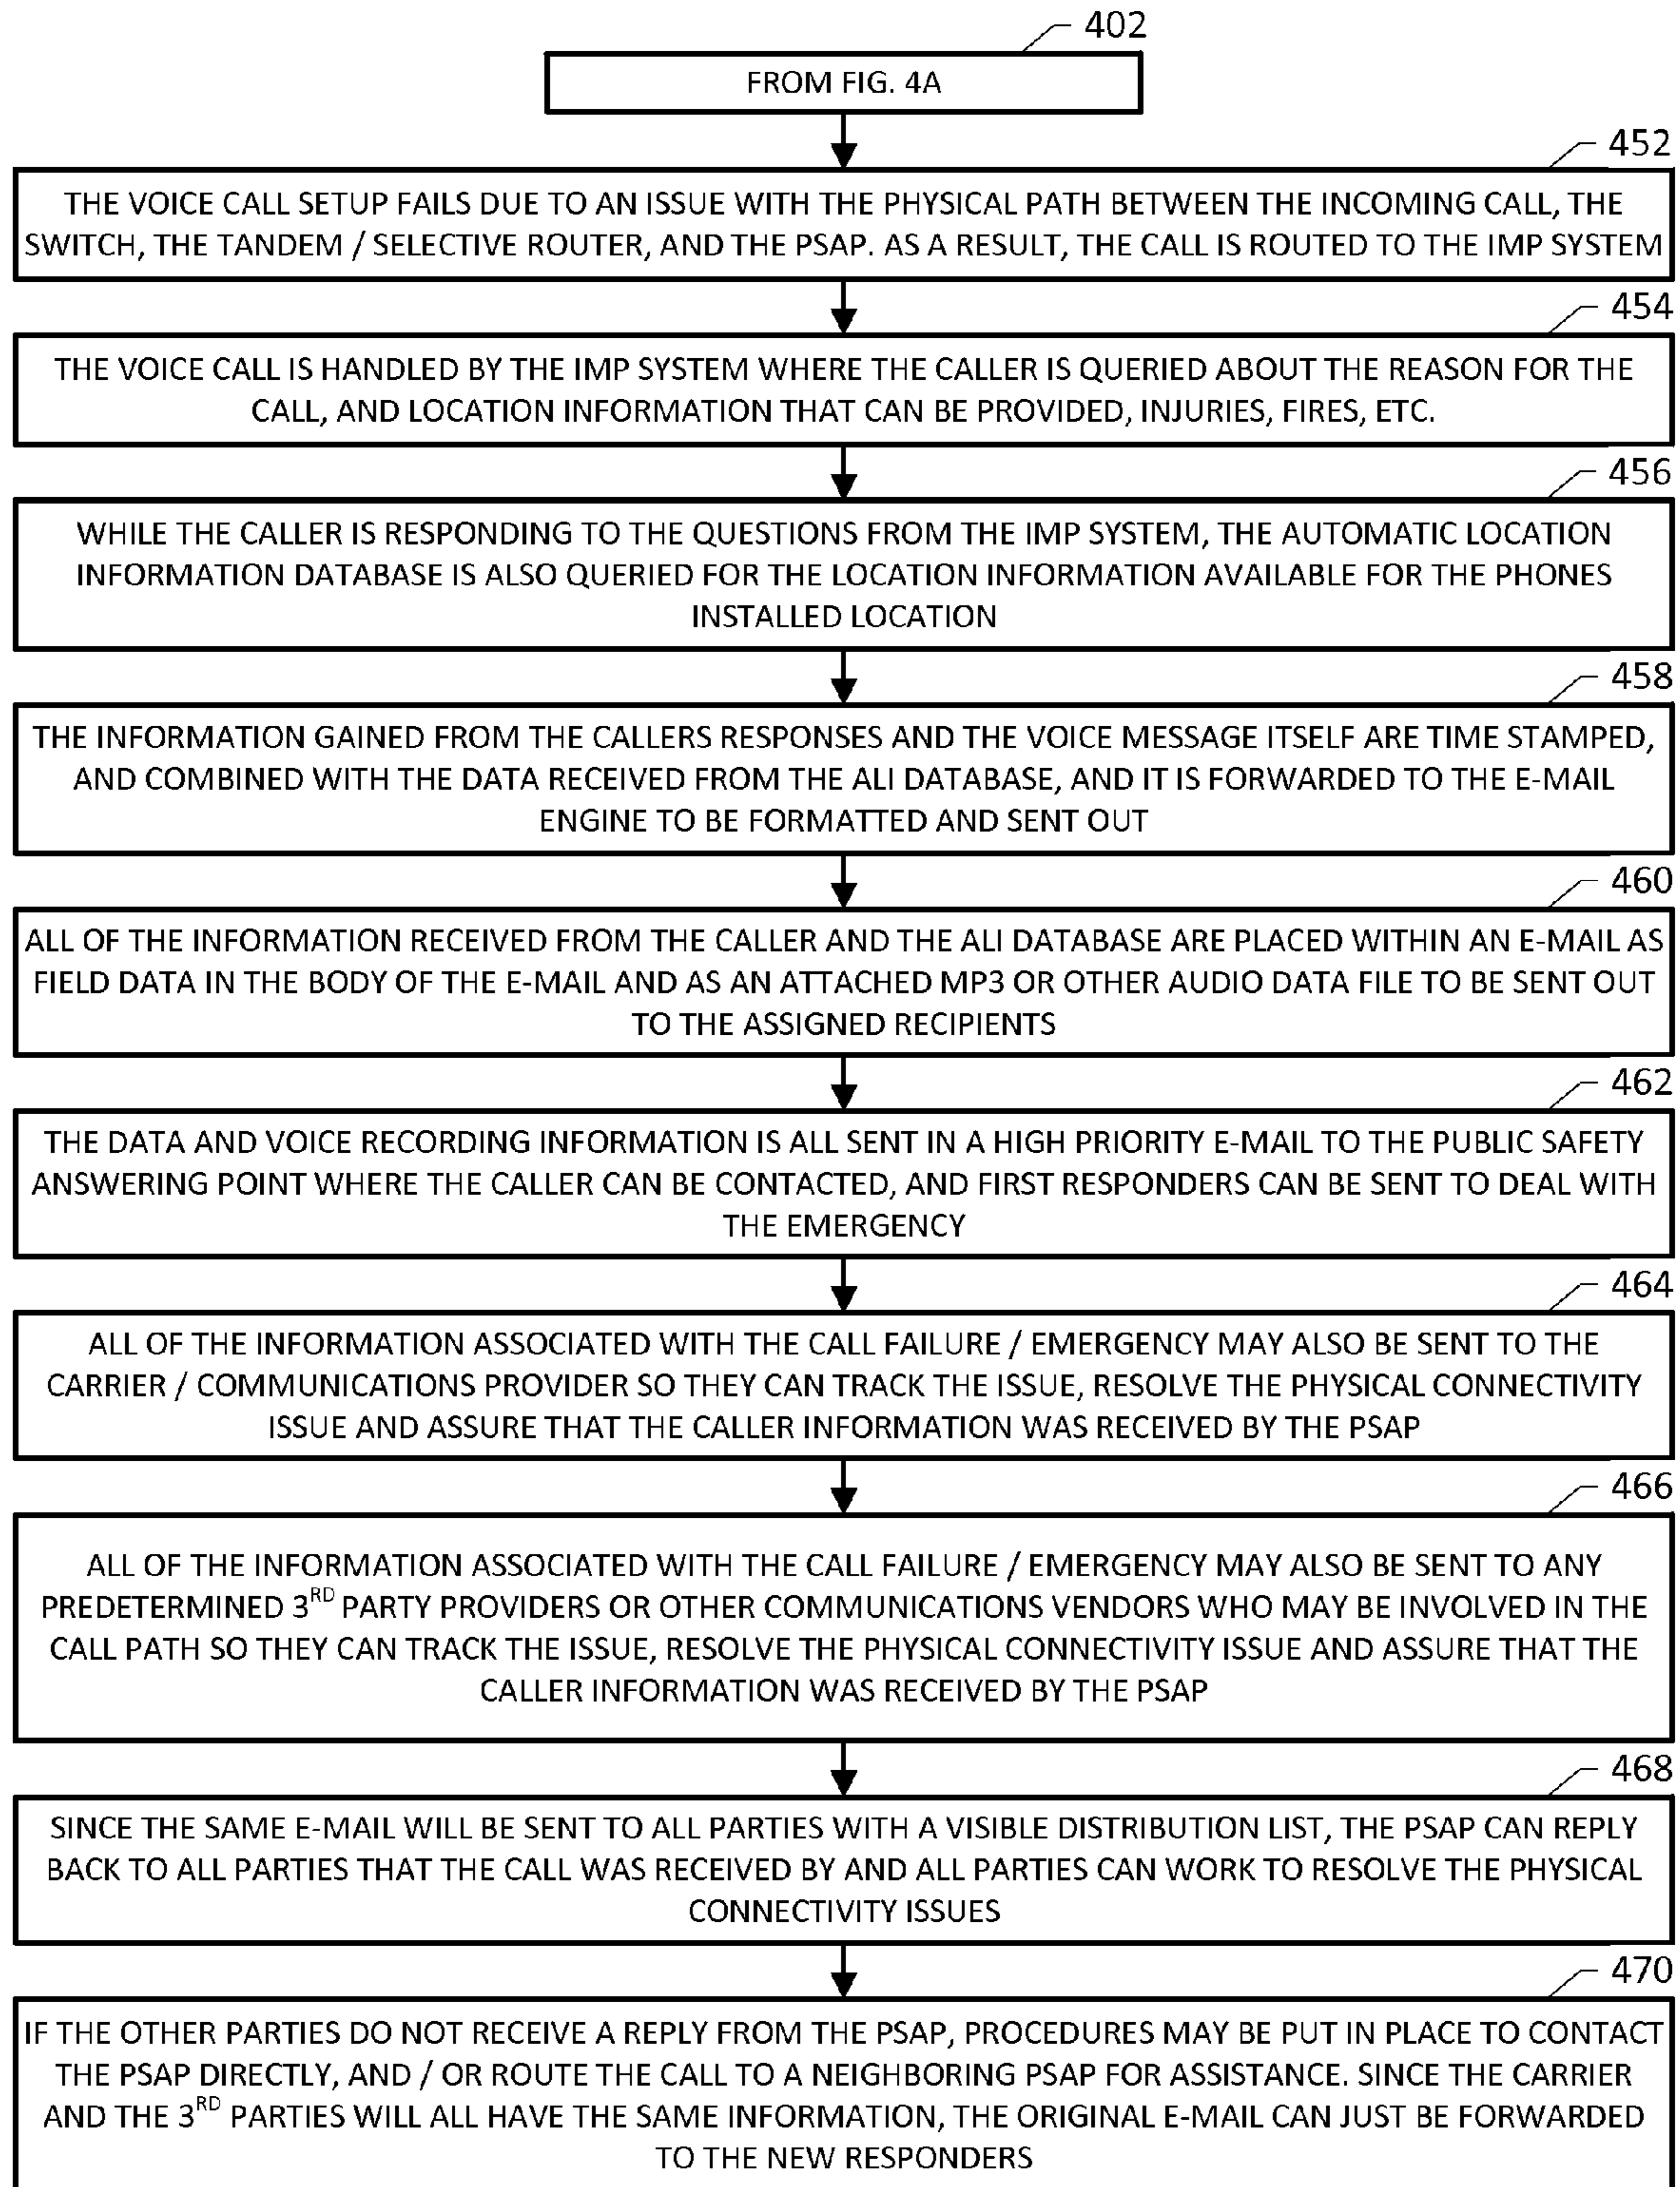 402
FROM FIG. 4A
452
THE VOICE CALL SETUP FAILS DUE TO AN ISSUE WITH THE PHYSICAL PATH BETWEEN THE INCOMING CALL, THE
SWITCH, THE TANDEM / SELECTIVE ROUTER, AND THE PSAP. AS A RESULT, THE CALL IS ROUTED TO THE IMP SYSTEM
454
THE VOICE CALL IS HANDLED BY THE IMP SYSTEM WHERE THE CALLER IS QUERIED ABOUT THE REASON FOR THE
CALL, AND LOCATION INFORMATION THAT CAN BE PROVIDED, INJURIES, FIRES, ETC.
456
WHILE THE CALLER IS RESPONDING TO THE QUESTIONS FROM THE IMP SYSTEM, THE AUTOMATIC LOCATION
INFORMATION DATABASE IS ALSO QUERIED FOR THE LOCATION INFORMATION AVAILABLE FOR THE PHONES
INSTALLED LOCATION
458
THE INFORMATION GAINED FROM THE CALLERS RESPONSES AND THE VOICE MESSAGE ITSELF ARE TIME STAMPED,
AND COMBINED WITH THE DATA RECEIVED FROM THE ALI DATABASE, AND IT IS FORWARDED TO THE E-MAIL
ENGINE TO BE FORMATTED AND SENT OUT
460
ALL OF THE INFORMATION RECEIVED FROM THE CALLER AND THE ALI DATABASE ARE PLACED WITHIN AN E-MAIL AS
FIELD DATA IN THE BODY OF THE E-MAIL AND AS AN ATTACHED MP3 OR OTHER AUDIO DATA FILE TO BE SENT OUT
TO THE ASSIGNED RECIPIENTS
462
THE DATA AND VOICE RECORDING INFORMATION IS ALL SENT IN A HIGH PRIORITY E-MAIL TO THE PUBLIC SAFETY
ANSWERING POINT WHERE THE CALLER CAN BE CONTACTED, AND FIRST RESPONDERS CAN BE SENT TO DEAL WITH
THE EMERGENCY
464
ALL OF THE INFORMATION ASSOCIATED WITH THE CALL FAILURE / EMERGENCY MAY ALSO BE SENT TO THE
CARRIER / COMMUNICATIONS PROVIDER SO THEY CAN TRACK THE ISSUE, RESOLVE THE PHYSICAL CONNECTIVITY
ISSUE AND ASSURE THAT THE CALLER INFORMATION WAS RECEIVED BY THE PSAP
466
ALL OF THE INFORMATION ASSOCIATED WITH THE CALL FAILURE / EMERGENCY MAY ALSO BE SENT TO ANY
PREDETERMINED 3RD PARTY PROVIDERS OR OTHER COMMUNICATIONS VENDORS WHO MAY BE INVOLVED IN THE
CALL PATH SO THEY CAN TRACK THE ISSUE, RESOLVE THE PHYSICAL CONNECTIVITY ISSUE AND ASSURE THAT THE
CALLER INFORMATION WAS RECEIVED BY THE PSAP
468
SINCE THE SAME E-MAIL WILL BE SENT TO ALL PARTIES WITH A VISIBLE DISTRIBUTION LIST, THE PSAP CAN REPLY
BACK TO ALL PARTIES THAT THE CALL WAS RECEIVED BY AND ALL PARTIES CAN WORK TO RESOLVE THE PHYSICAL
CONNECTIVITY ISSUES
470
IF THE OTHER PARTIES DO NOT RECEIVE A REPLY FROM THE PSAP, PROCEDURES MAY BE PUT IN PLACE TO CONTACT
THE PSAP DIRECTLY, AND / OR ROUTE THE CALL TO A NEIGHBORING PSAP FOR ASSISTANCE. SINCE THE CARRIER
AND THE 3RD PARTIES WILL ALL HAVE THE SAME INFORMATION, THE ORIGINAL E-MAIL CAN JUST BE FORWARDED
TO THE NEW RESPONDERS